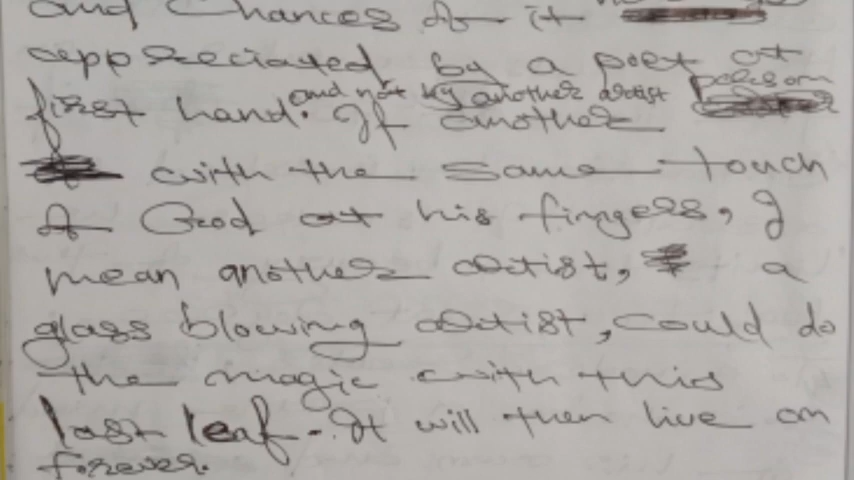 and Chances of it
appreciated by a poet at
and not by another artist person
first hand. If another
with the same touch
of God at his fingers, I
mean another artist, a
glass blowing artist, could do
the magic with this
last leaf. It will then live on
forever.